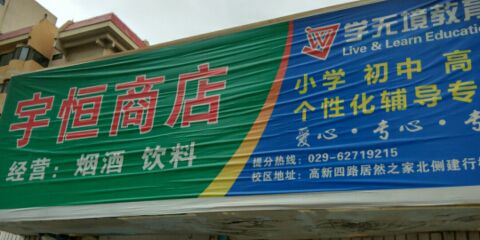 宇恒商店
经营：烟酒 饮料
学无境教育
Live & Learn Education
小学 初中 高
个性化辅导专
爱心·专心·
提分热线：029-62719215
校区地址：高新四路居然之家北侧建行